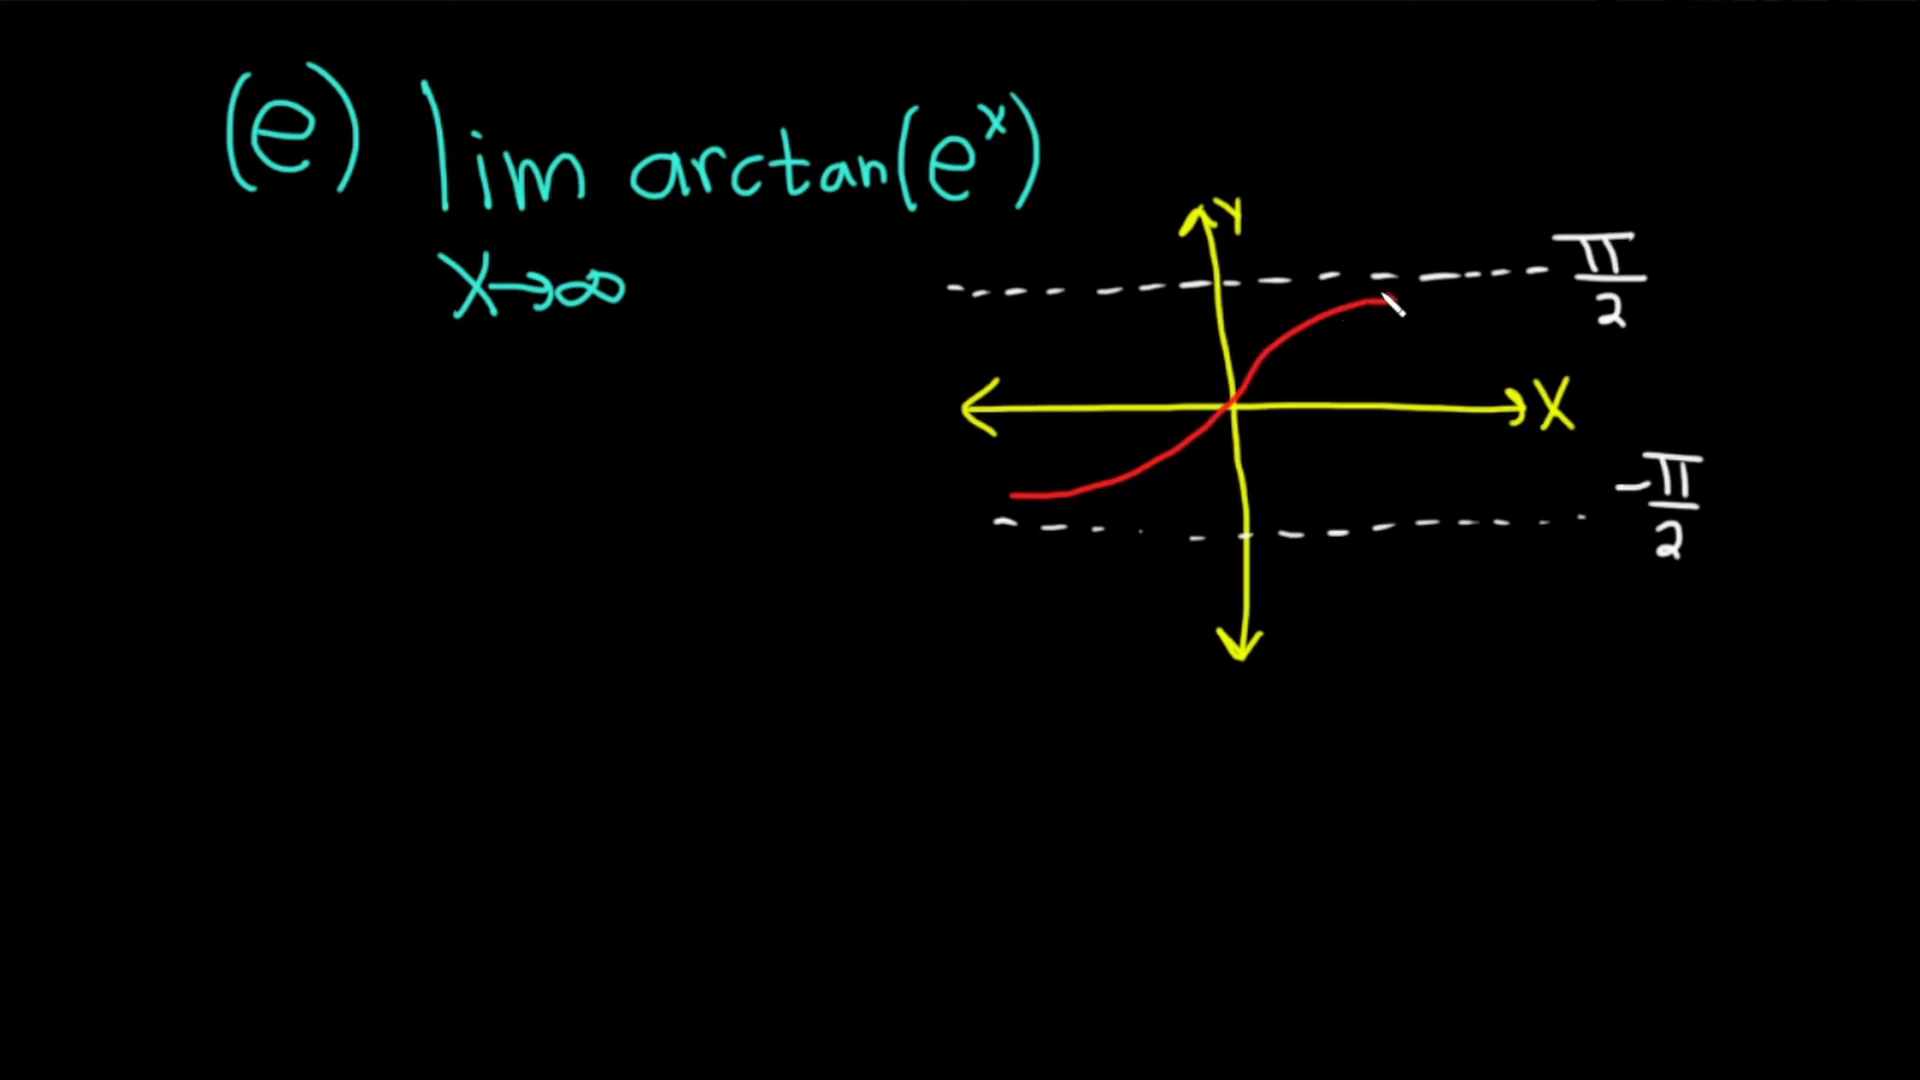 (e) lim arctan(e^x)
x→∞
Y
π/2
X
-π/2